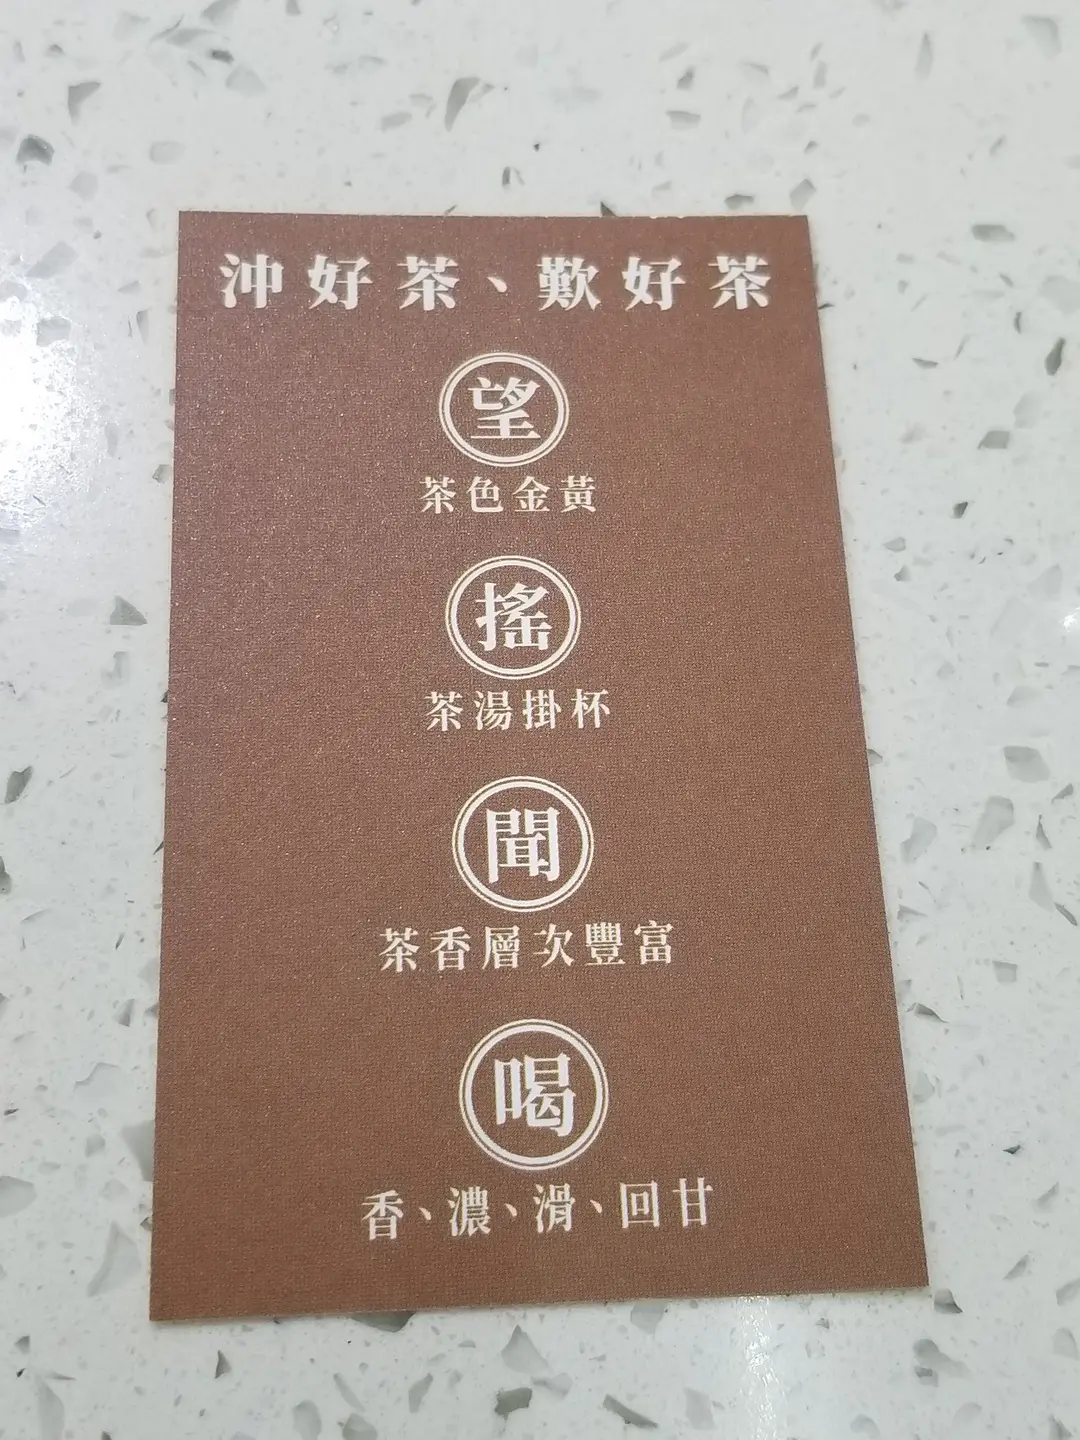 沖好茶、歎好茶
望
茶色金黃
搖
茶湯掛杯
聞
茶香層次豐富
喝
香、濃、滑、回甘